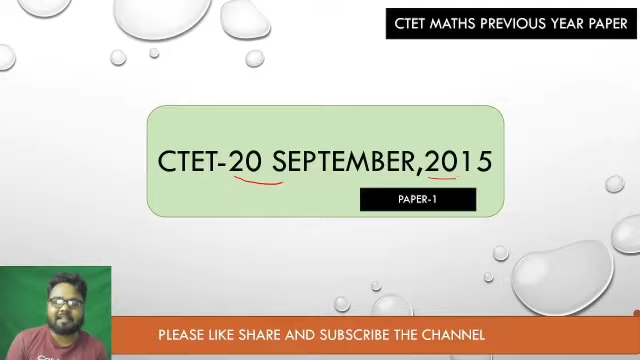 CTET MATHS PREVIOUS YEAR PAPER
CTET-20 SEPTEMBER,2015
PAPER-1
PLEASE LIKE SHARE AND SUBSCRIBE THE CHANNEL